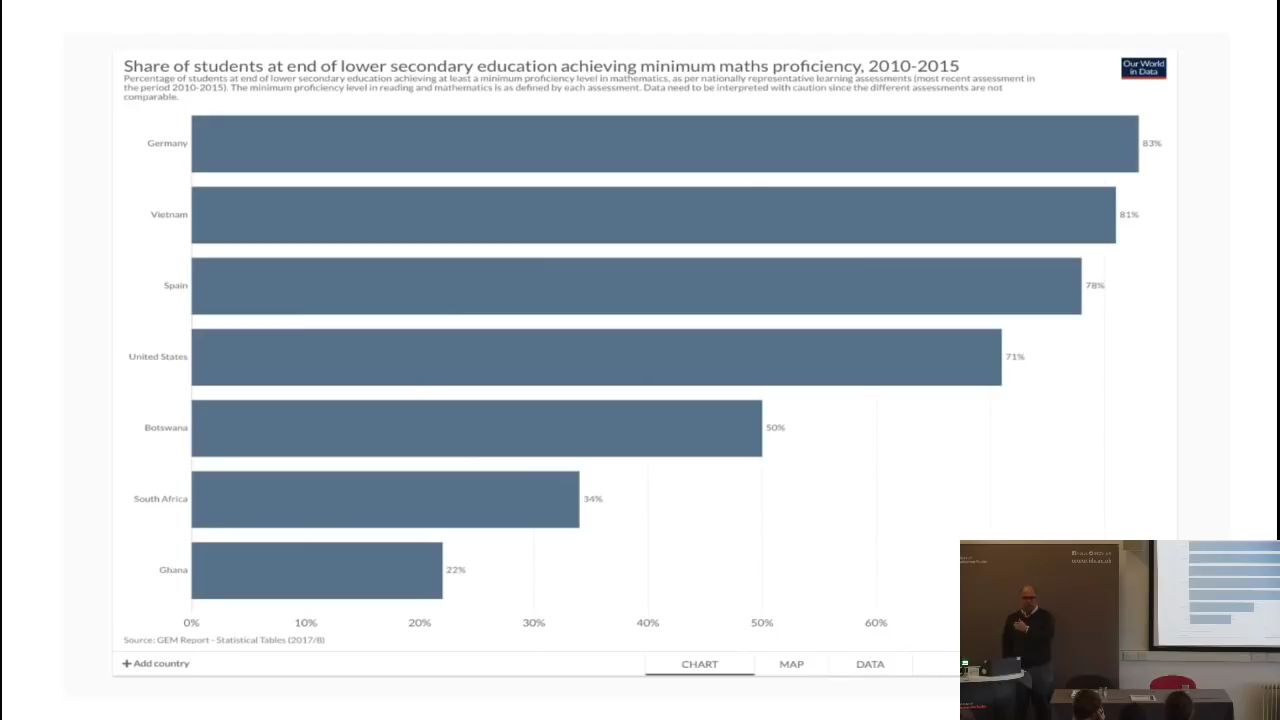 Share of students at end of lower secondary education achieving minimum maths proficiency, 2010-2015
Our World
in Data
Percentage of students at end of lower secondary education achieving at least a minimum proficiency level in mathematics, as per nationally representative learning assessments (most recent assessment in
the period 2010-2015). The minimum proficiency level in reading and mathematics is as defined by each assessment. Data need to be interpreted with caution since the different assessments are not
comparable.
Germany 83%
Vietnam 81%
Spain 78%
United States 71%
Botswana 50%
South Africa 34%
Ghana 22%
0% 10% 20% 30% 40% 50% 60%
Source: GEM Report - Statistical Tables (2017/8)
+ Add country CHART MAP DATA